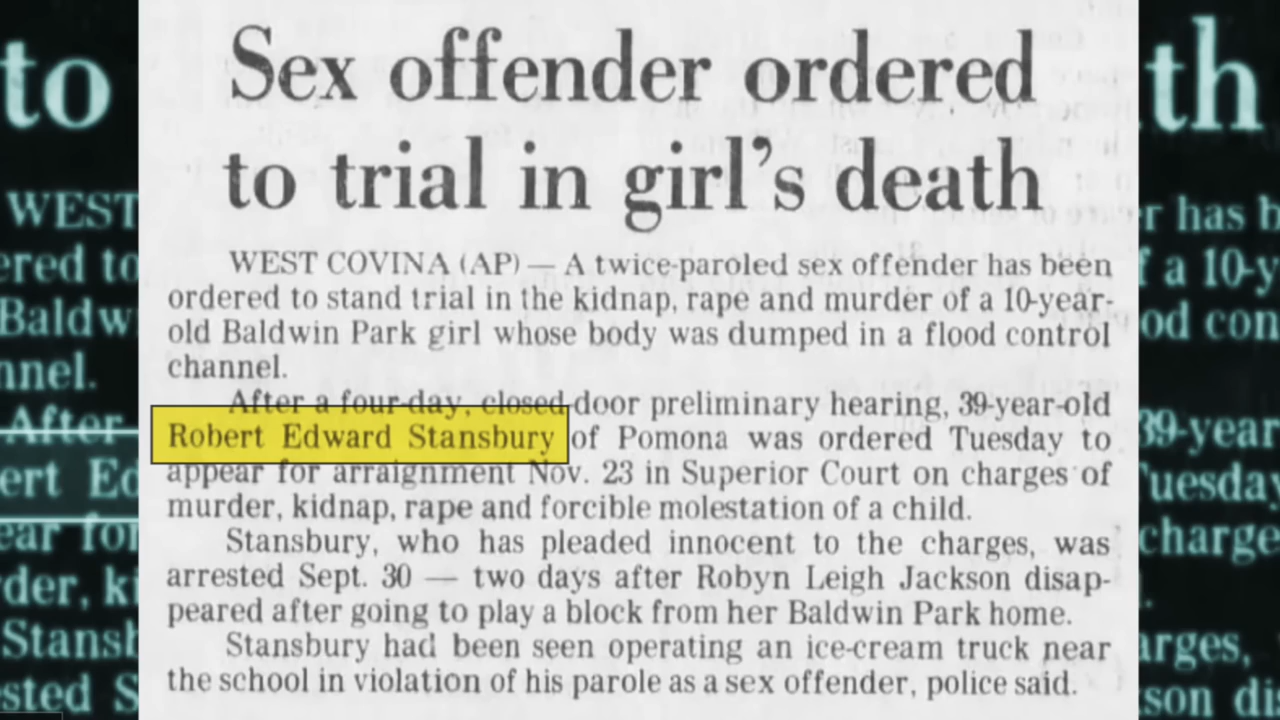 Sex offender ordered
to trial in girl's death
WEST COVINA (AP) — A twice-paroled sex offender has been
ordered to stand trial in the kidnap, rape and murder of a 10-year-
old Baldwin Park girl whose body was dumped in a flood control
channel.
After a four-day, closed-door preliminary hearing, 39-year-old
Robert Edward Stansbury of Pomona was ordered Tuesday to
appear for arraignment Nov. 23 in Superior Court on charges of
murder, kidnap, rape and forcible molestation of a child.
Stansbury, who has pleaded innocent to the charges, was
arrested Sept. 30 — two days after Robyn Leigh Jackson disap-
peared after going to play a block from her Baldwin Park home.
Stansbury had been seen operating an ice-cream truck near
the school in violation of his parole as a sex offender, police said.